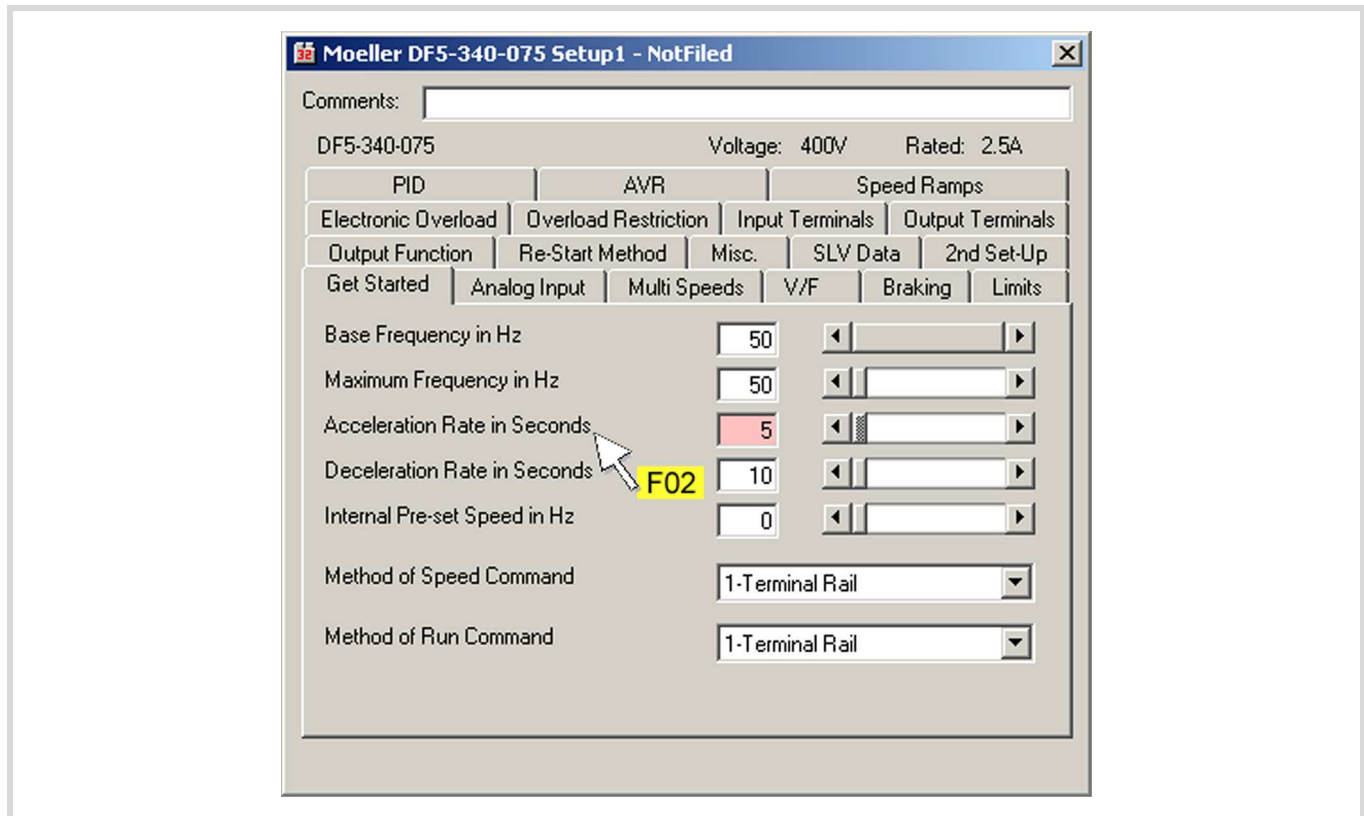 Moeller DF5-340-075 Setup1 - NotFiled
Comments:
DF5-340-075 Voltage: 400V Rated: 2.5A
PID AVR Speed Ramps
Electronic Overload Overload Restriction Input Terminals Output Terminals
Output Function Re-Start Method Misc. SLV Data 2nd Set-Up
Get Started Analog Input Multi Speeds V/F Braking Limits
Base Frequency in Hz 50
Maximum Frequency in Hz 50
Acceleration Rate in Seconds 5
Deceleration Rate in Seconds F02 10
Internal Pre-set Speed in Hz 0
Method of Speed Command 1-Terminal Rail
Method of Run Command 1-Terminal Rail